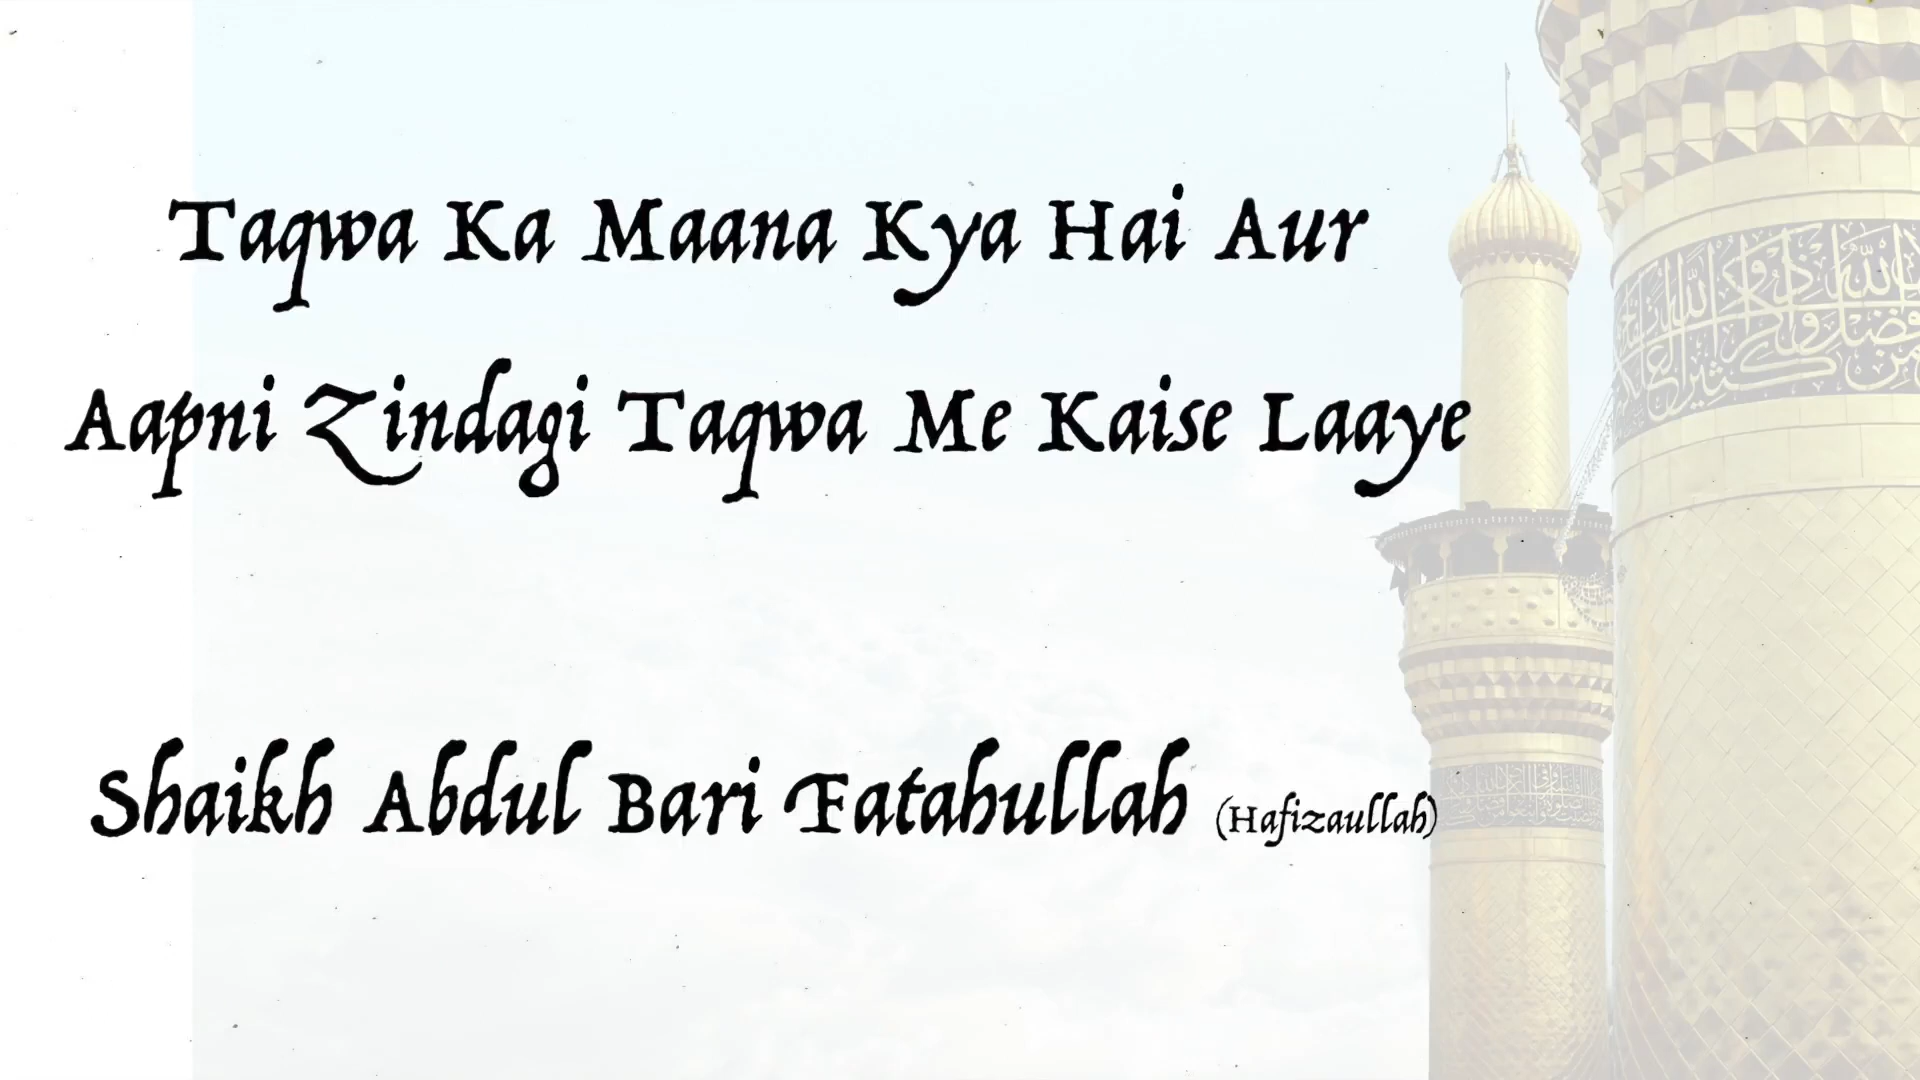 Taqwa Ka Maana Kya Hai Aur
Aapni Zindagi Taqwa Me Kaise Laaye
Shaikh Abdul Bari Fatahullah (Hafizaullah)